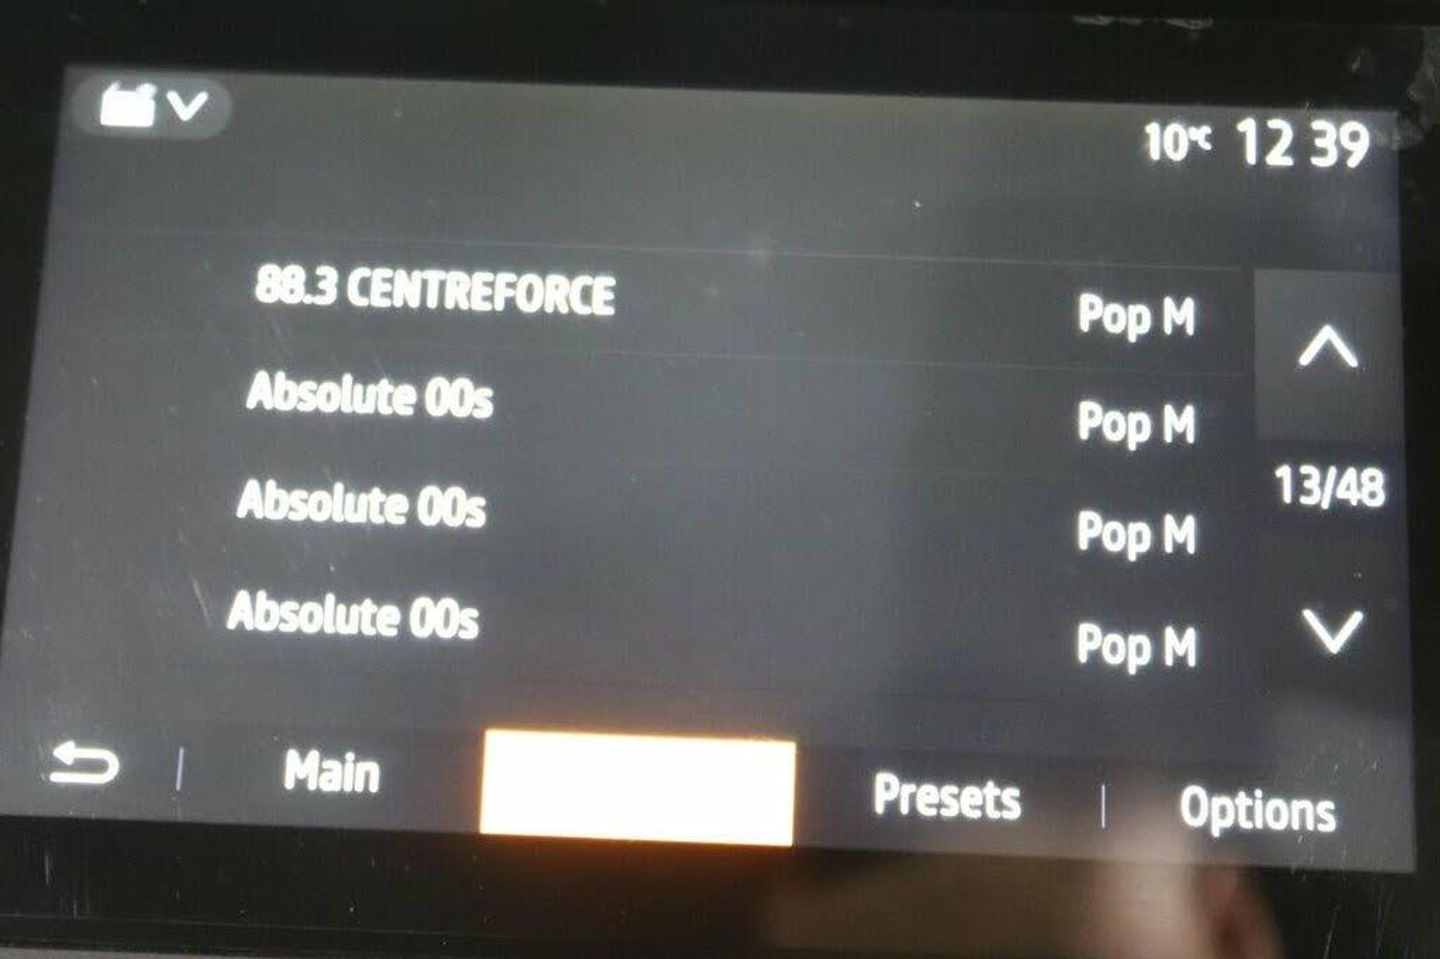 10°C 12 39
88.3 CENTREFORCE Pop M
Absolute 00s Pop M
13/48
Absolute 00s Pop M
Absolute 00s Pop M
Main Presets Options